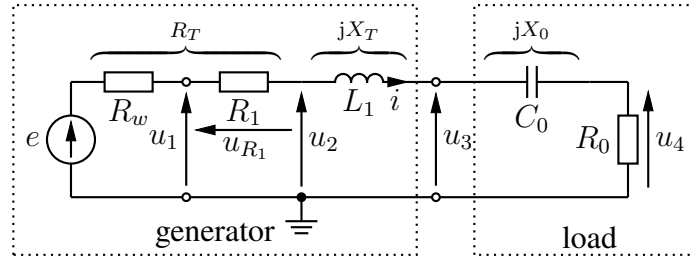 R_T jX_T jX_0
R_w R_1 L_1 i C_0
e u_1 u_{R_1} u_2 u_3 R_0 u_4
generator load